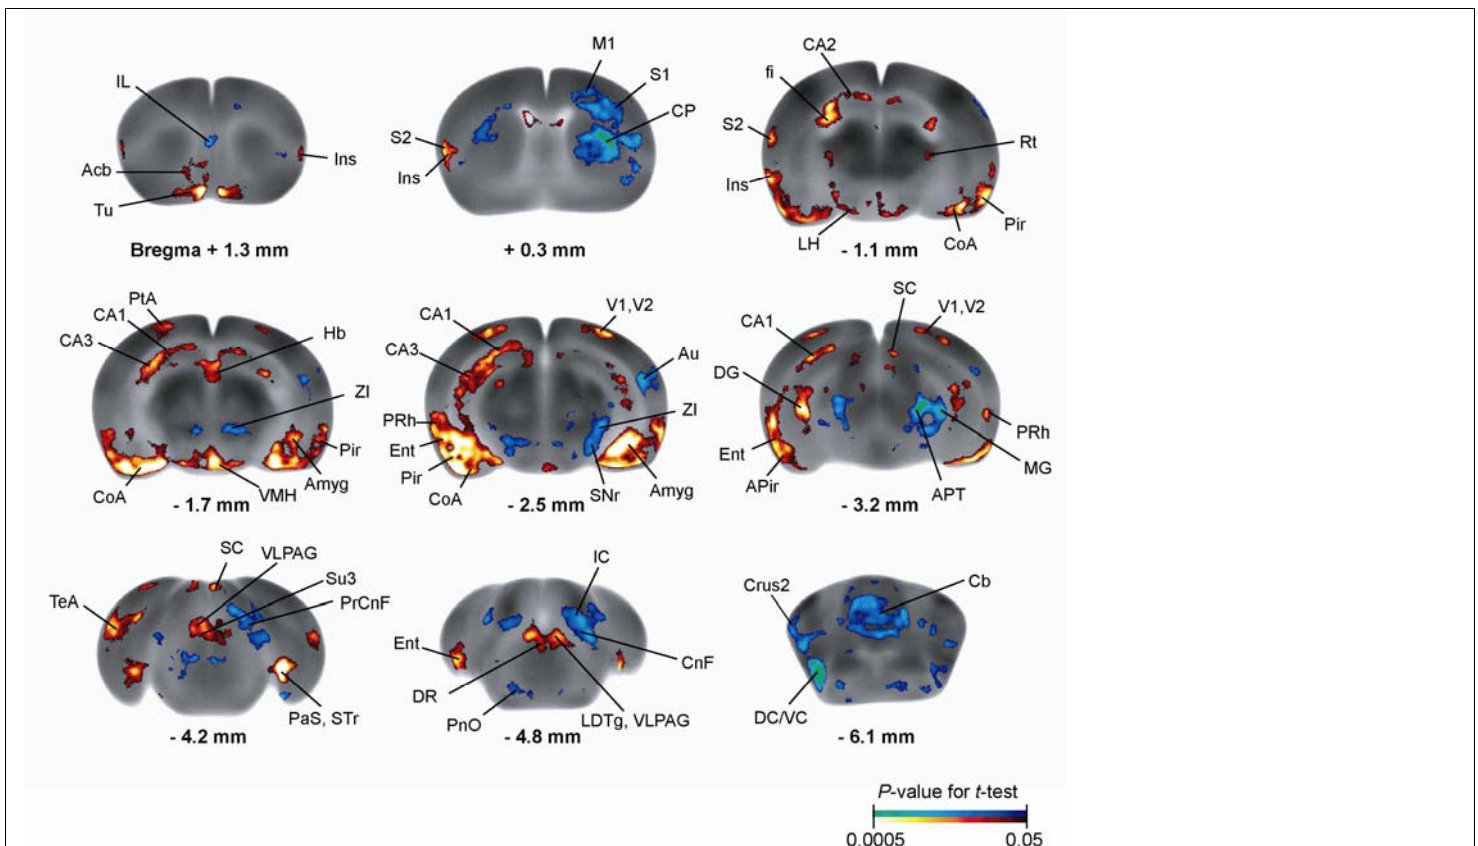 IL
Acb
Tu
Ins
Bregma + 1.3 mm
M1
S1
CP
S2
Ins
+ 0.3 mm
CA2
fi
S2
Rt
Ins
LH
CoA
Pir
- 1.1 mm
PtA
CA1
CA3
Hb
ZI
Pir
Amyg
VMH
CoA
- 1.7 mm
CA1
V1,V2
CA3
Au
PRh
ZI
Ent
Pir
CoA
SNr
Amyg
- 2.5 mm
SC
V1,V2
CA1
DG
PRh
Ent
MG
APir
APT
- 3.2 mm
SC
VLPAG
Su3
TeA
PrCnF
PaS, STr
- 4.2 mm
IC
Ent
CnF
DR
PnO
LDTg, VLPAG
- 4.8 mm
Crus2
Cb
DC/VC
- 6.1 mm
P-value for t-test
0.0005 0.05